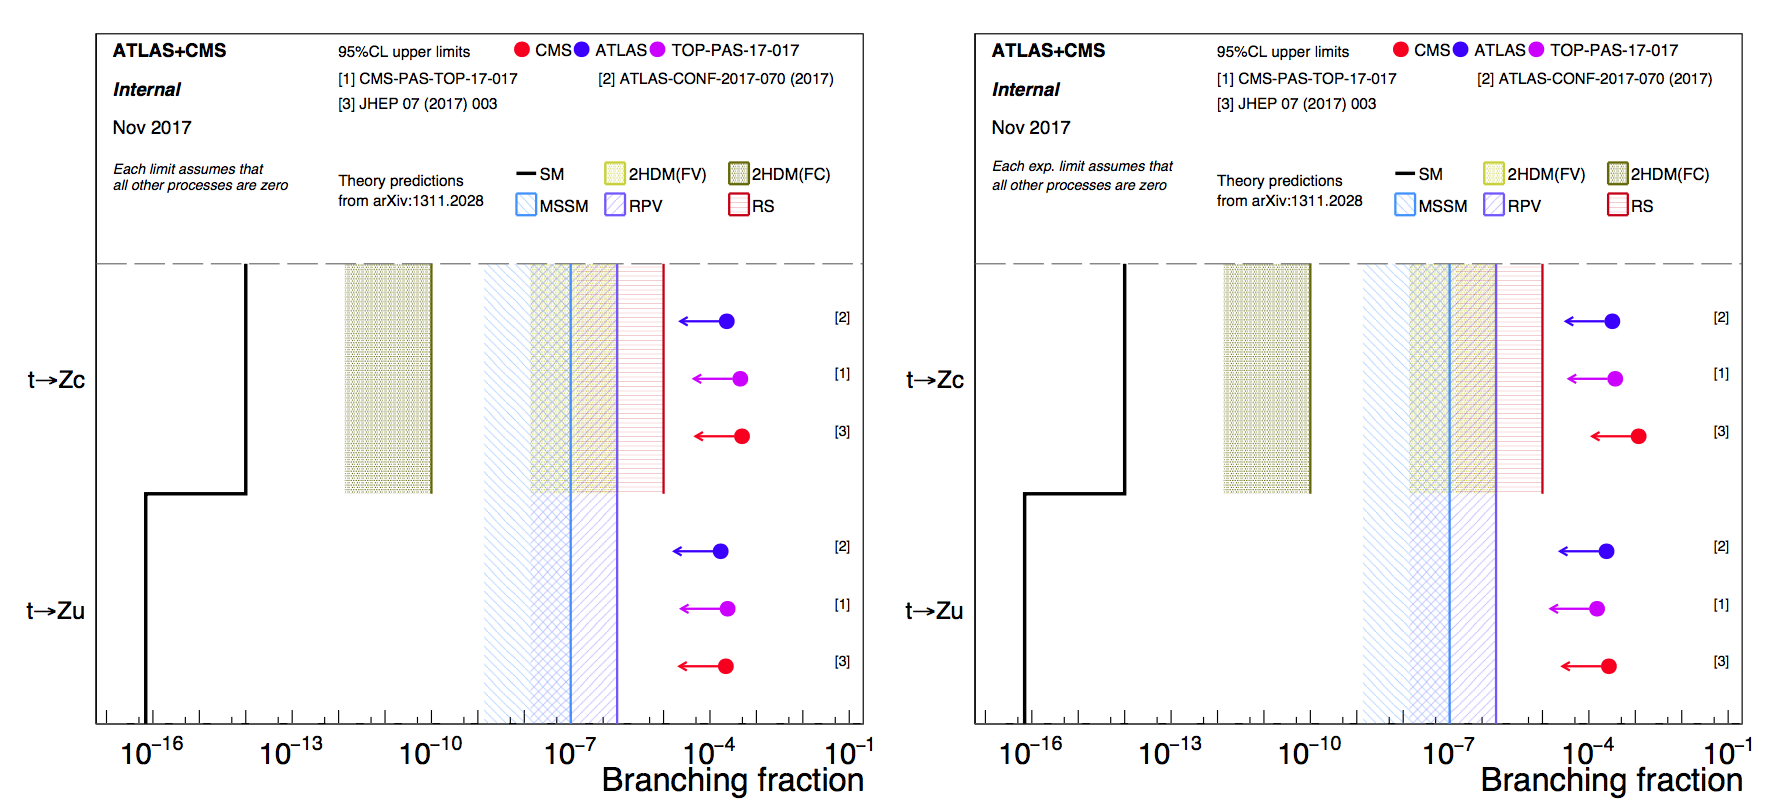 ATLAS+CMS
Internal
Nov 2017
Each limit assumes that
all other processes are zero
95%CL upper limits
CMS ATLAS TOP-PAS-17-017
[1] CMS-PAS-TOP-17-017 [2] ATLAS-CONF-2017-070 (2017)
[3] JHEP 07 (2017) 003
Theory predictions
from arXiv:1311.2028
SM 2HDM(FV) 2HDM(FC)
MSSM RPV RS
t→Zc
[2]
[1]
[3]
t→Zu
[2]
[1]
[3]
10−16 10−13 10−10 10−7 10−4 10−1
Branching fraction
ATLAS+CMS
Internal
Nov 2017
Each exp. limit assumes that
all other processes are zero
95%CL upper limits
CMS ATLAS TOP-PAS-17-017
[1] CMS-PAS-TOP-17-017 [2] ATLAS-CONF-2017-070 (2017)
[3] JHEP 07 (2017) 003
Theory predictions
from arXiv:1311.2028
SM 2HDM(FV) 2HDM(FC)
MSSM RPV RS
t→Zc
[2]
[1]
[3]
t→Zu
[2]
[1]
[3]
10−16 10−13 10−10 10−7 10−4 10−1
Branching fraction